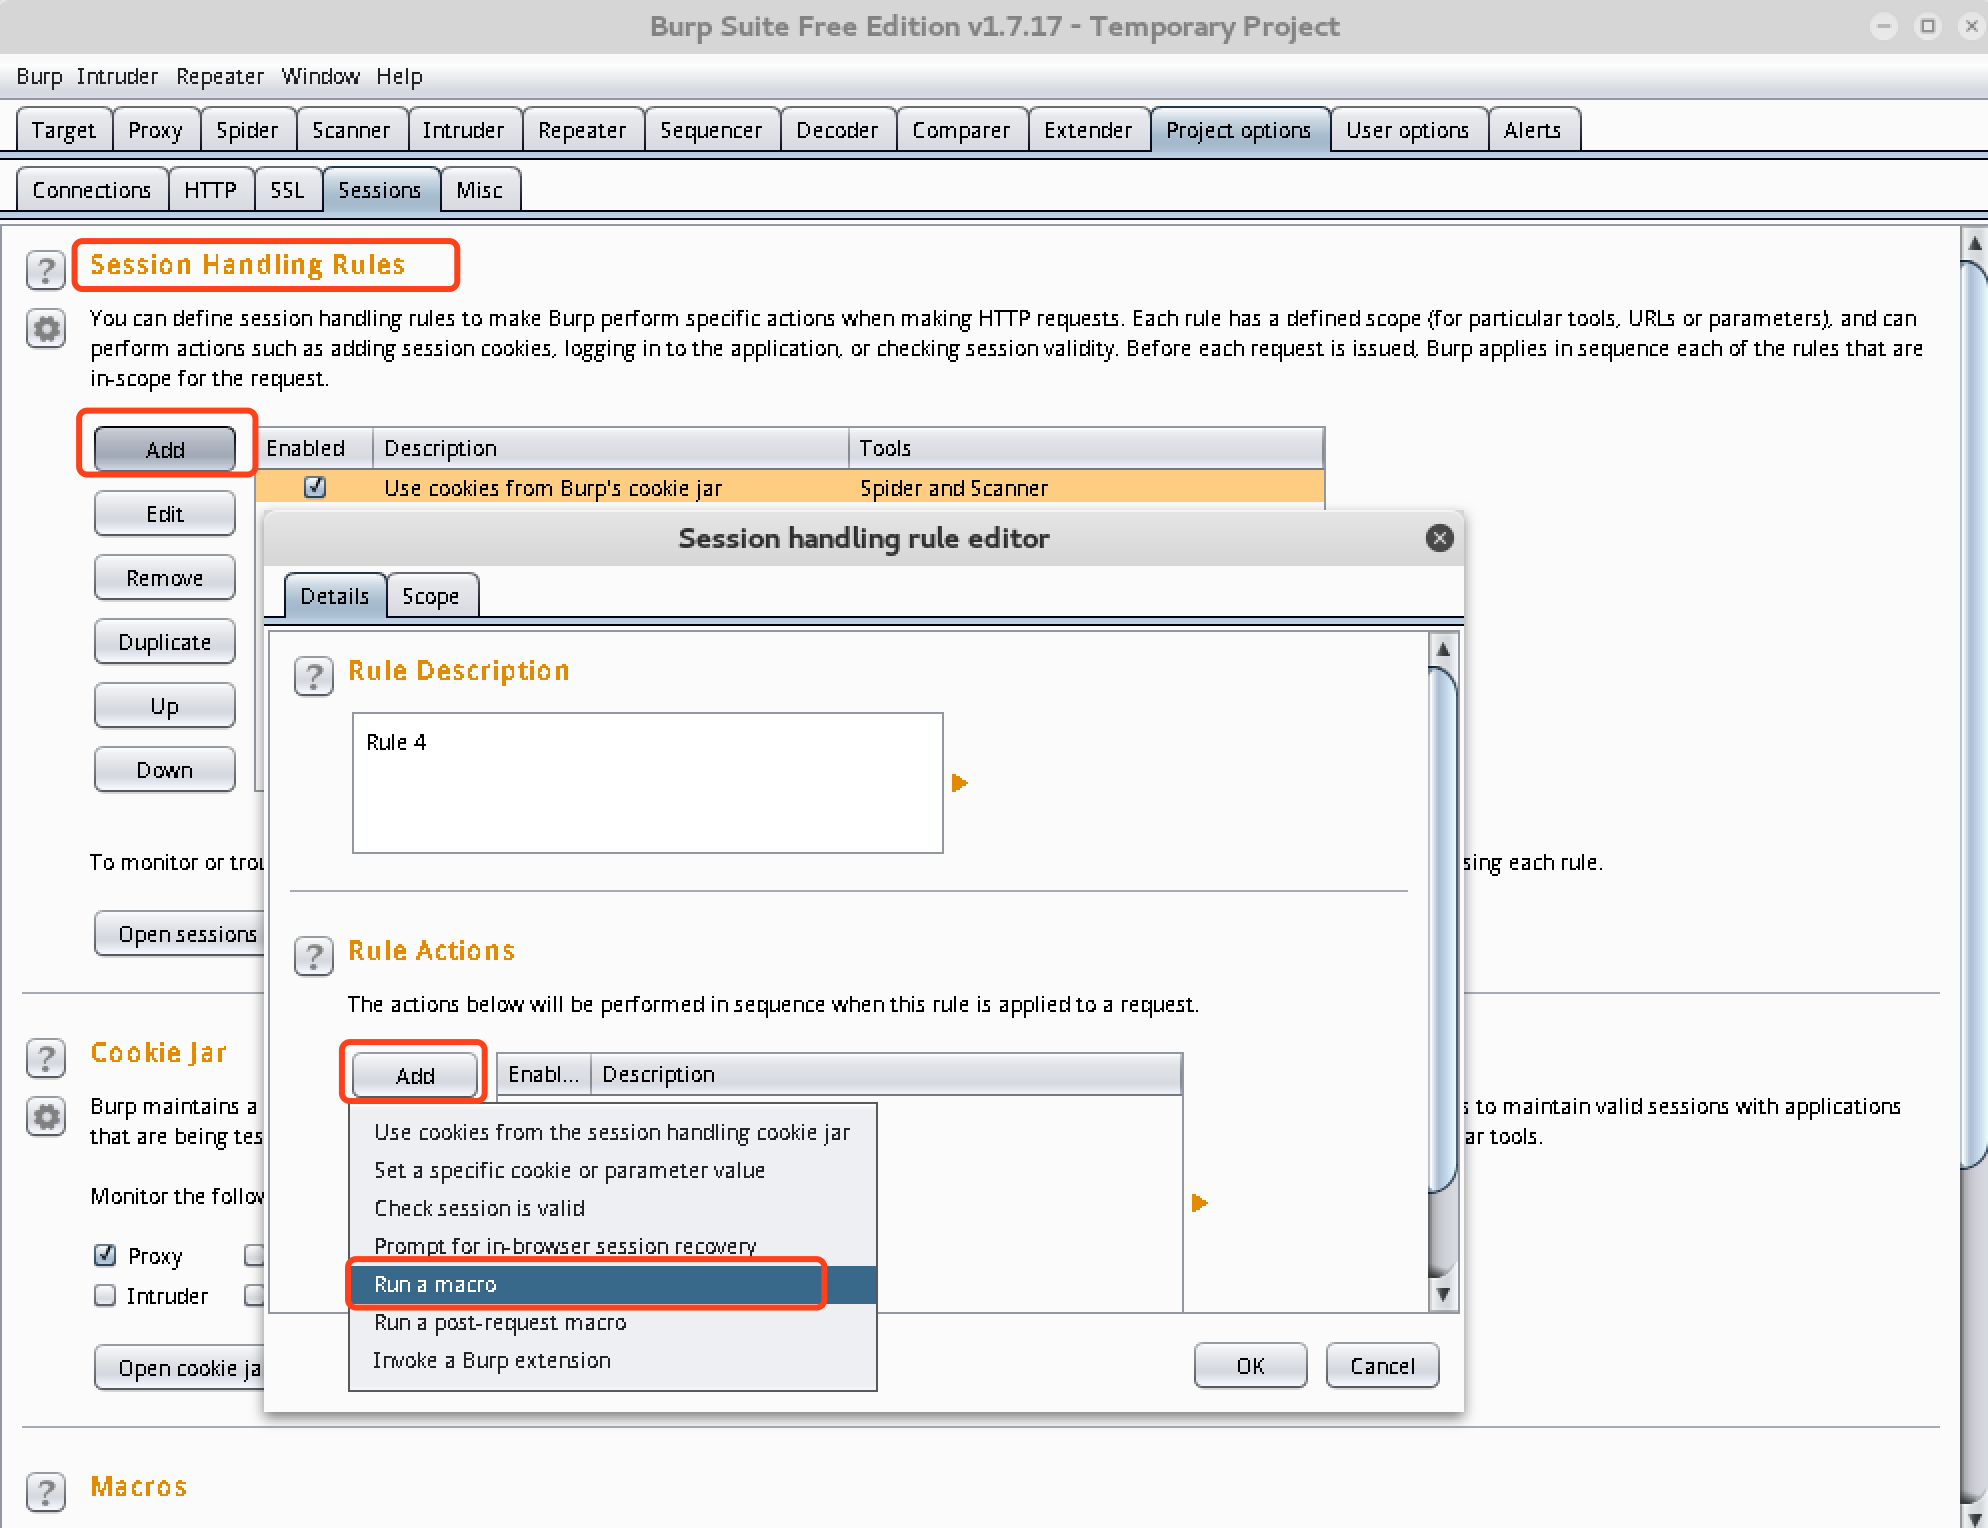 Burp Suite Free Edition v1.7.17 - Temporary Project
Burp Intruder Repeater Window Help
Target Proxy Spider Scanner Intruder Repeater Sequencer Decoder Comparer Extender Project options User options Alerts
Connections HTTP SSL Sessions Misc
? Session Handling Rules
You can define session handling rules to make Burp perform specific actions when making HTTP requests. Each rule has a defined scope (for particular tools, URLs or parameters), and can
perform actions such as adding session cookies, logging in to the application, or checking session validity. Before each request is issued, Burp applies in sequence each of the rules that are
in-scope for the request.
Add Enabled Description Tools
Use cookies from Burp's cookie jar Spider and Scanner
Edit
Remove
Duplicate
Up
Down
To monitor or trou
sing each rule.
Open sessions
Session handling rule editor
Details Scope
? Rule Description
Rule 4
? Rule Actions
The actions below will be performed in sequence when this rule is applied to a request.
Add Enabl... Description
Use cookies from the session handling cookie jar
Set a specific cookie or parameter value
Check session is valid
Prompt for in-browser session recovery
Run a macro
Run a post-request macro
Invoke a Burp extension
OK Cancel
? Cookie Jar
Burp maintains a
s to maintain valid sessions with applications
that are being tes
ar tools.
Monitor the follow
Proxy
Intruder
Open cookie ja
? Macros